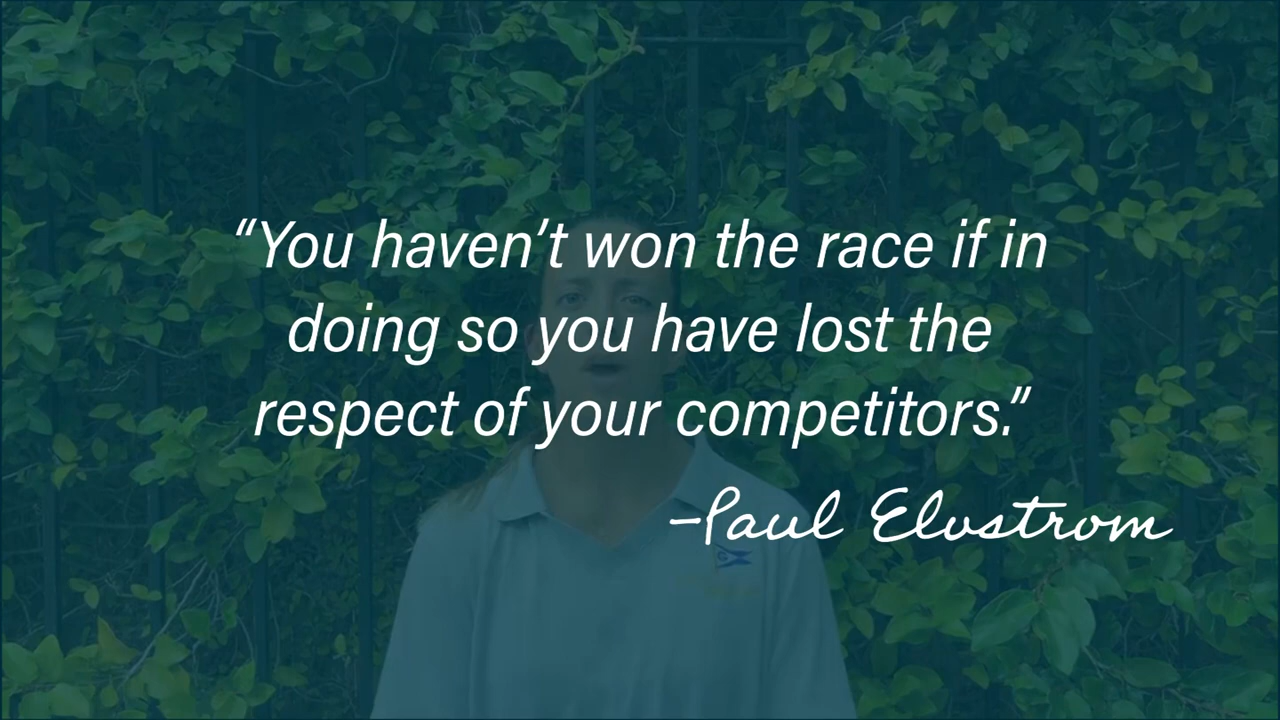 “You haven’t won the race if in
doing so you have lost the
respect of your competitors.”
–Paul Elvstrom